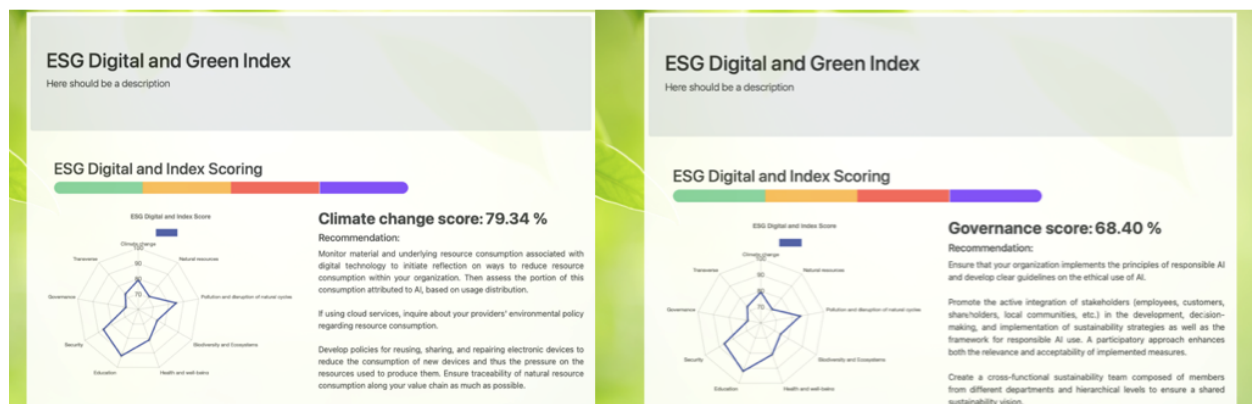 ESG Digital and Green Index
Here should be a description
ESG Digital and Index Scoring
ESG Digital and Index Score
Climate change
100
90
80
70
Transverse
Natural resources
Governance
Pollution and disruption of natural cycles
Security
Biodiversity and Ecosystems
Education
Health and well-being
Climate change score: 79.34 %
Recommendation:
Monitor material and underlying resource consumption associated with
digital technology to initiate reflection on ways to reduce resource
consumption within your organization. Then assess the portion of this
consumption attributed to AI, based on usage distribution.
If using cloud services, inquire about your providers' environmental policy
regarding resource consumption.
Develop policies for reusing, sharing, and repairing electronic devices to
reduce the consumption of new devices and thus the pressure on the
resources used to produce them. Ensure traceability of natural resource
consumption along your value chain as much as possible.
ESG Digital and Green Index
Here should be a description
ESG Digital and Index Scoring
ESG Digital and Index Score
Climate change
100
90
80
70
Transverse
Natural resources
Governance
Pollution and disruption of natural cycles
Security
Biodiversity and Ecosystems
Education
Health and well-being
Governance score: 68.40 %
Recommendation:
Ensure that your organization implements the principles of responsible AI
and develop clear guidelines on the ethical use of AI.
Promote the active integration of stakeholders (employees, customers,
shareholders, local communities, etc.) in the development, decision-
making, and implementation of sustainability strategies as well as the
framework for responsible AI use. A participatory approach enhances
both the relevance and acceptability of implemented measures.
Create a cross-functional sustainability team composed of members
from different departments and hierarchical levels to ensure a shared
sustainability vision.